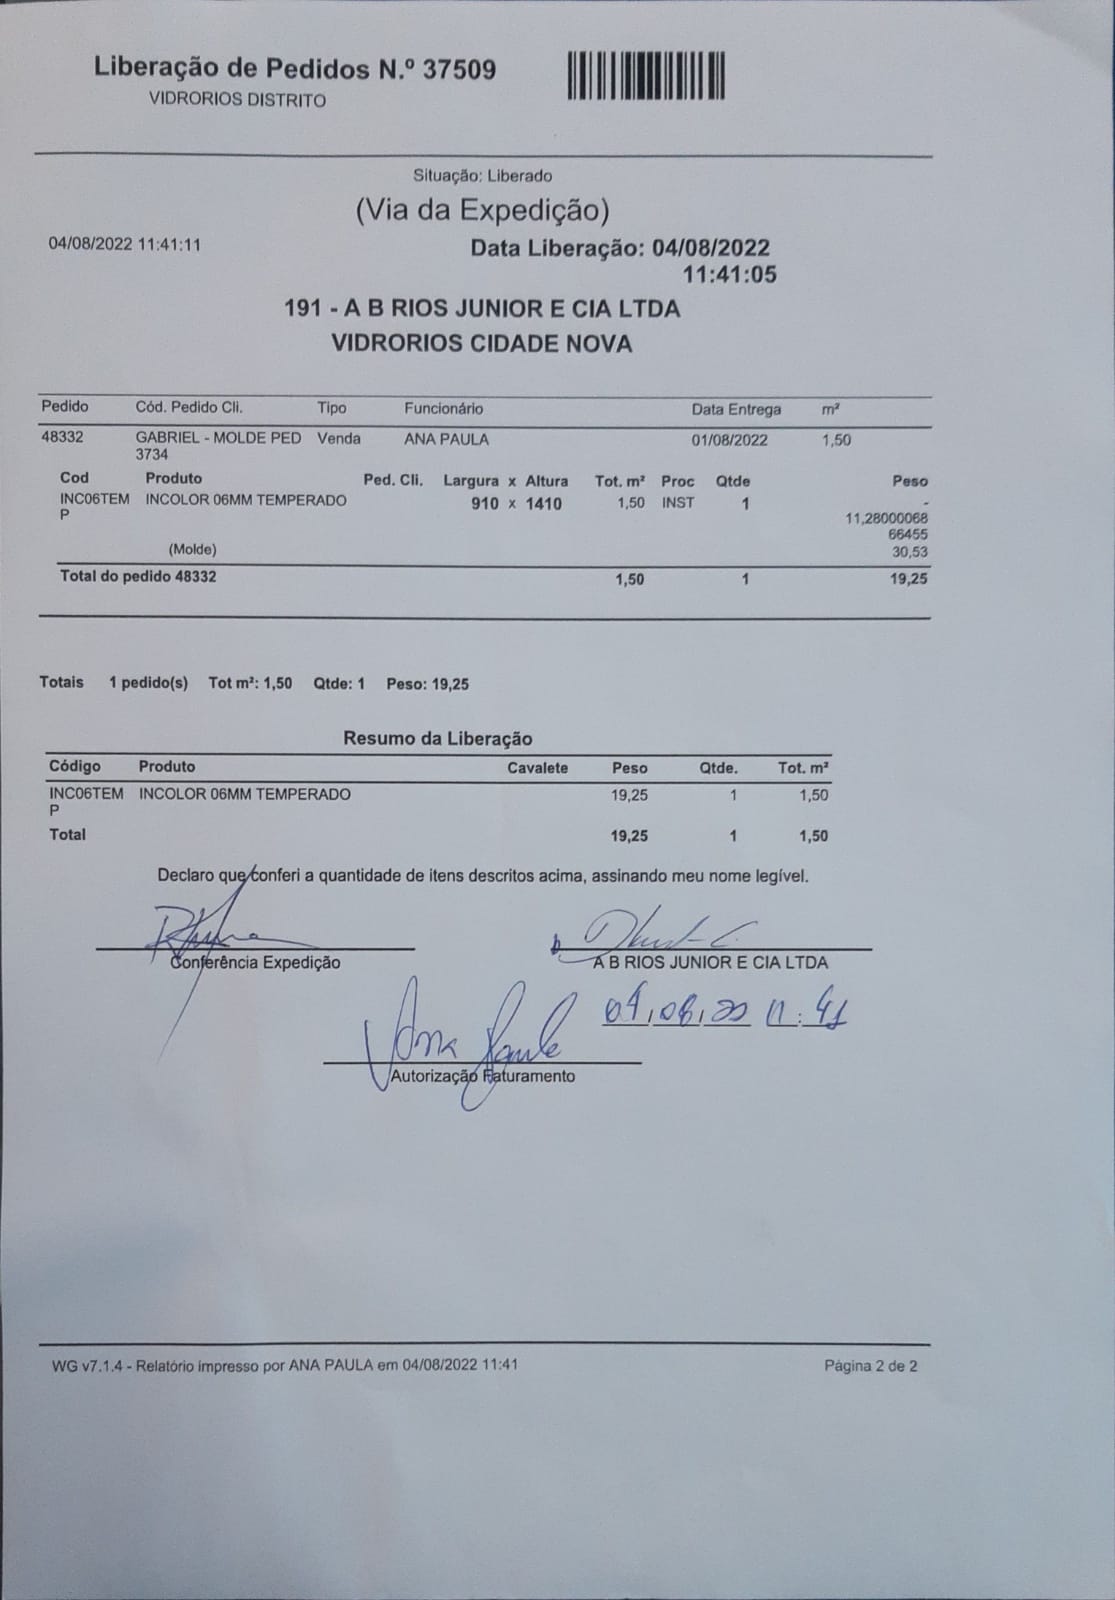 Liberação de Pedidos N.º 37509
VIDRORIOS DISTRITO
Situação: Liberado
(Via da Expedição)
04/08/2022 11:41:11 Data Liberação: 04/08/2022
11:41:05
191 - A B RIOS JUNIOR E CIA LTDA
VIDRORIOS CIDADE NOVA
Pedido Cód. Pedido Cli. Tipo Funcionário Data Entrega m²
48332 GABRIEL - MOLDE PED Venda ANA PAULA 01/08/2022 1,50
3734
Cod Produto Ped. Cli. Largura x Altura Tot. m² Proc Qtde Peso
INC06TEM INCOLOR 06MM TEMPERADO 910 x 1410 1,50 INST 1 -
P 11,28000068
66455
(Molde) 30,53
Total do pedido 48332 1,50 1 19,25
Totais 1 pedido(s) Tot m²: 1,50 Qtde: 1 Peso: 19,25
Resumo da Liberação
Código Produto Cavalete Peso Qtde. Tot. m²
INC06TEM INCOLOR 06MM TEMPERADO 19,25 1 1,50
P
Total 19,25 1 1,50
Declaro que conferi a quantidade de itens descritos acima, assinando meu nome legível.
Conferência Expedição A B RIOS JUNIOR E CIA LTDA
11:41
Ana Paula
Autorização Faturamento
WG v7.1.4 - Relatório impresso por ANA PAULA em 04/08/2022 11:41 Página 2 de 2